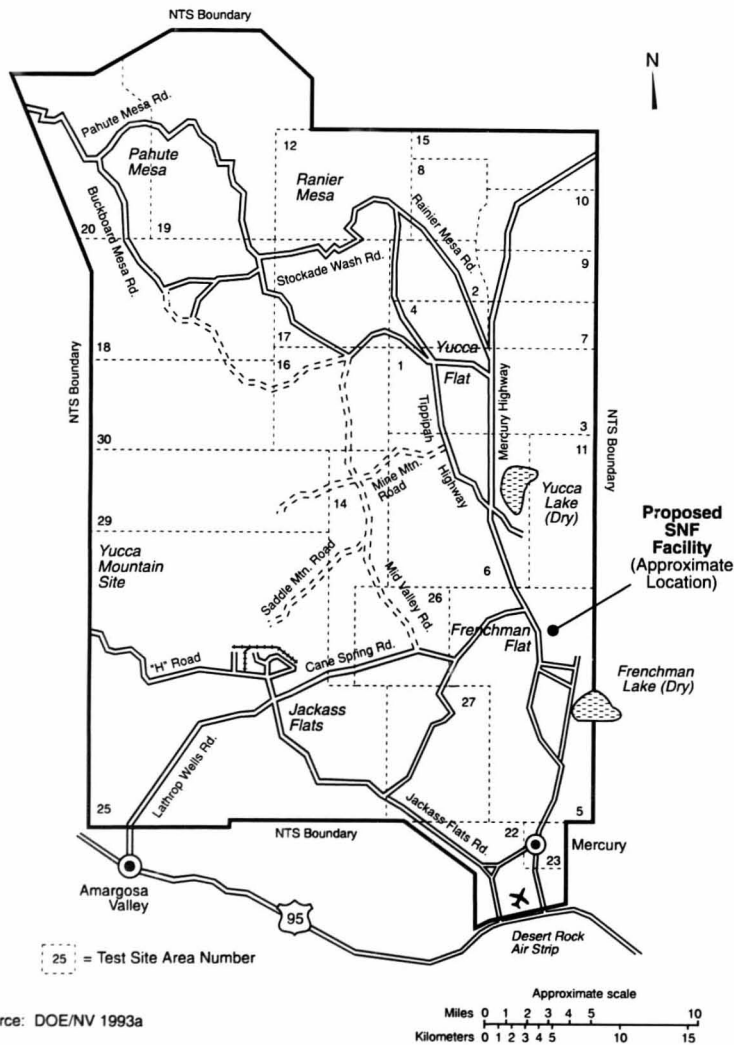 NTS Boundary
N
Pahute Mesa Rd.
Pahute
Mesa
12
15
8
Ranier
Mesa
10
Rainier Mesa Rd.
Buckboard Mesa Rd.
20
19
Stockade Wash Rd.
9
2
4
17
Yucca
7
18
16
1
Flat
NTS Boundary
Tippipah
Highway
Mercury Highway
NTS Boundary
3
11
30
Mine Mtn.
Road
14
Yucca
Lake
(Dry)
Proposed
SNF
Facility
(Approximate
Location)
29
Yucca
Mountain
Site
Saddle Mtn. Road
Mid Valley Rd.
6
26
Frenchman
Flat
"H" Road
Cane Spring Rd.
Frenchman
Lake (Dry)
27
Jackass
Flats
Lathrop Wells Rd.
25
Jackass Flats Rd.
5
NTS Boundary
22
Mercury
23
Amargosa
Valley
95
Desert Rock
Air Strip
25 = Test Site Area Number
Approximate scale
Miles 0 1 2 3 4 5 10
Kilometers 0 1 2 3 4 5 10 15
rce: DOE/NV 1993a